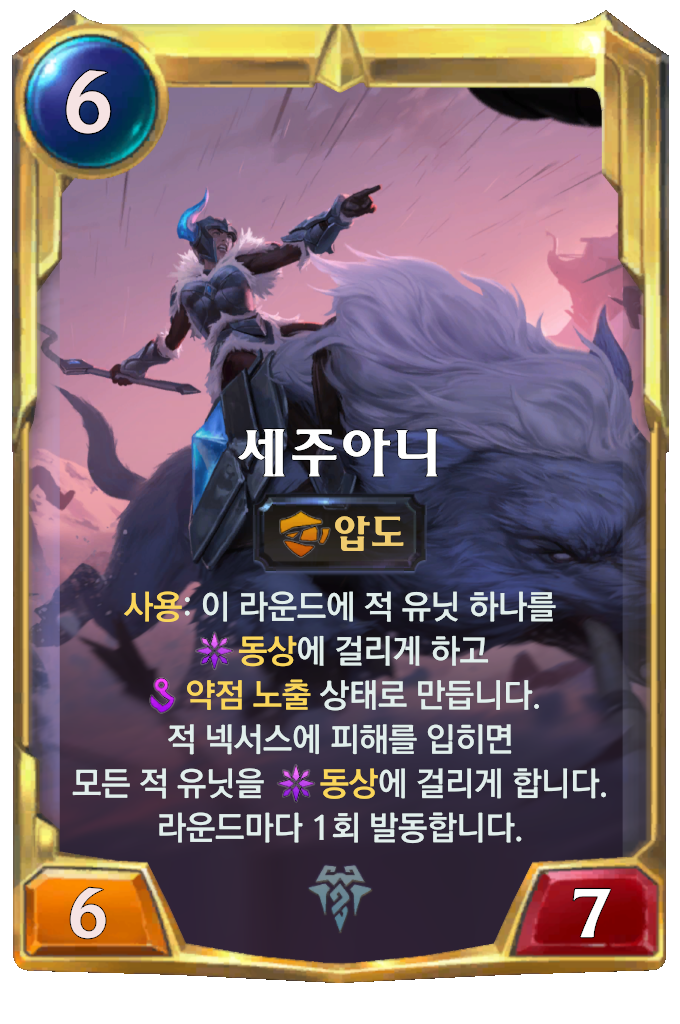 6
세주아니
압도
사용: 이 라운드에 적 유닛 하나를
동상에 걸리게 하고
약점 노출 상태로 만듭니다.
적 넥서스에 피해를 입히면
모든 적 유닛을 동상에 걸리게 합니다.
라운드마다 1회 발동합니다.
6
7